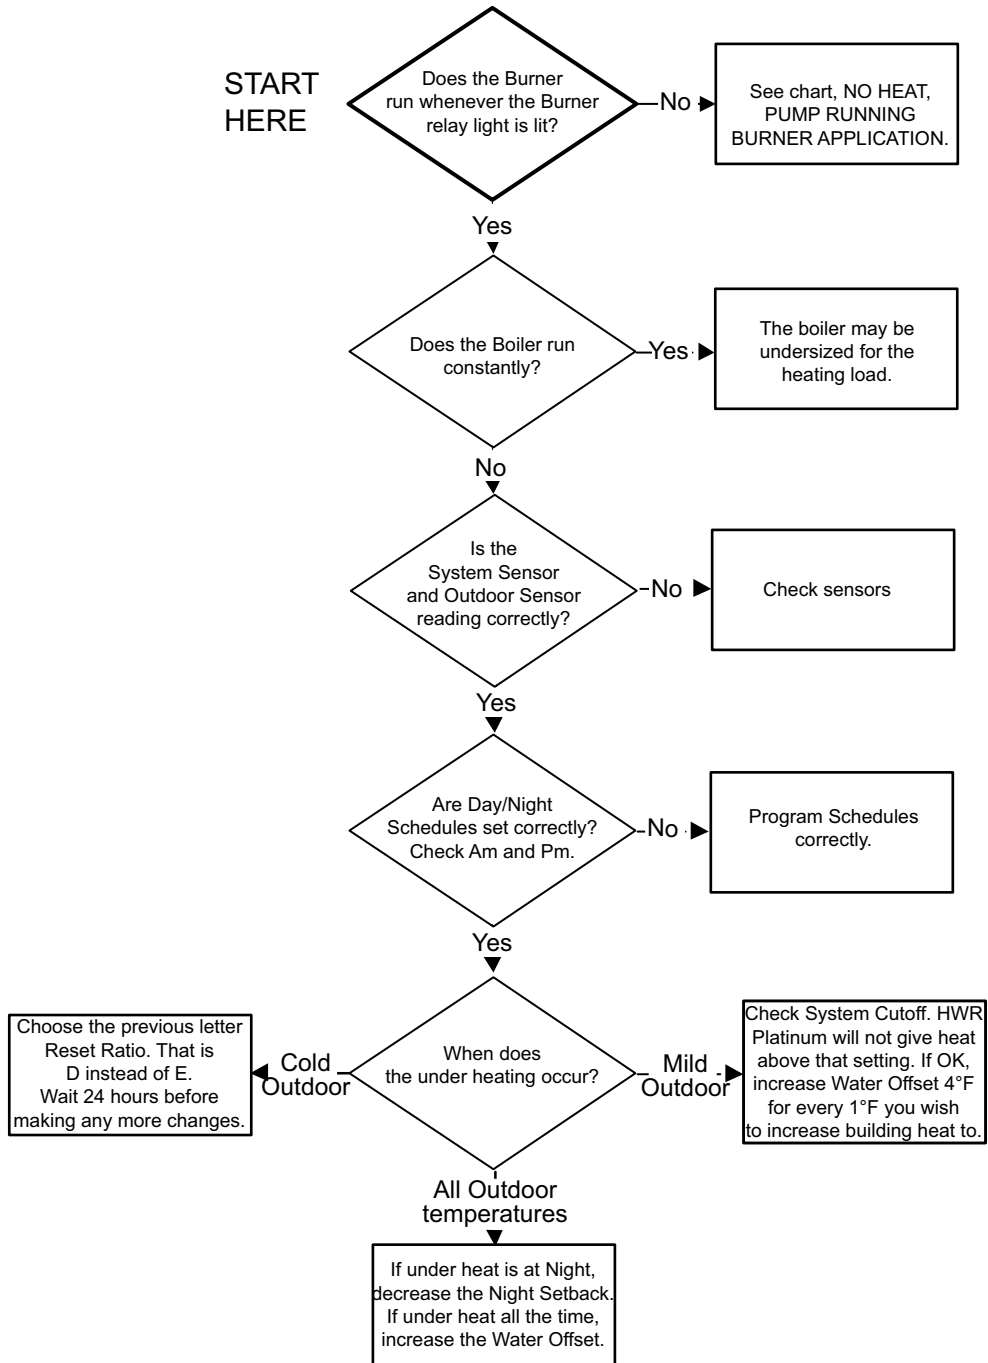 START
HERE
Does the Burner
run whenever the Burner
relay light is lit?
No
See chart, NO HEAT,
PUMP RUNNING
BURNER APPLICATION.
Yes
Does the Boiler run
constantly?
Yes
The boiler may be
undersized for the
heating load.
No
Is the
System Sensor
and Outdoor Sensor
reading correctly?
No
Check sensors
Yes
Are Day/Night
Schedules set correctly?
Check Am and Pm.
No
Program Schedules
correctly.
Yes
When does
the under heating occur?
Cold
Outdoor
Choose the previous letter
Reset Ratio. That is
D instead of E.
Wait 24 hours before
making any more changes.
Mild
Outdoor
Check System Cutoff. HWR
Platinum will not give heat
above that setting. If OK,
increase Water Offset 4°F
for every 1°F you wish
to increase building heat to.
All Outdoor
temperatures
If under heat is at Night,
decrease the Night Setback.
If under heat all the time,
increase the Water Offset.